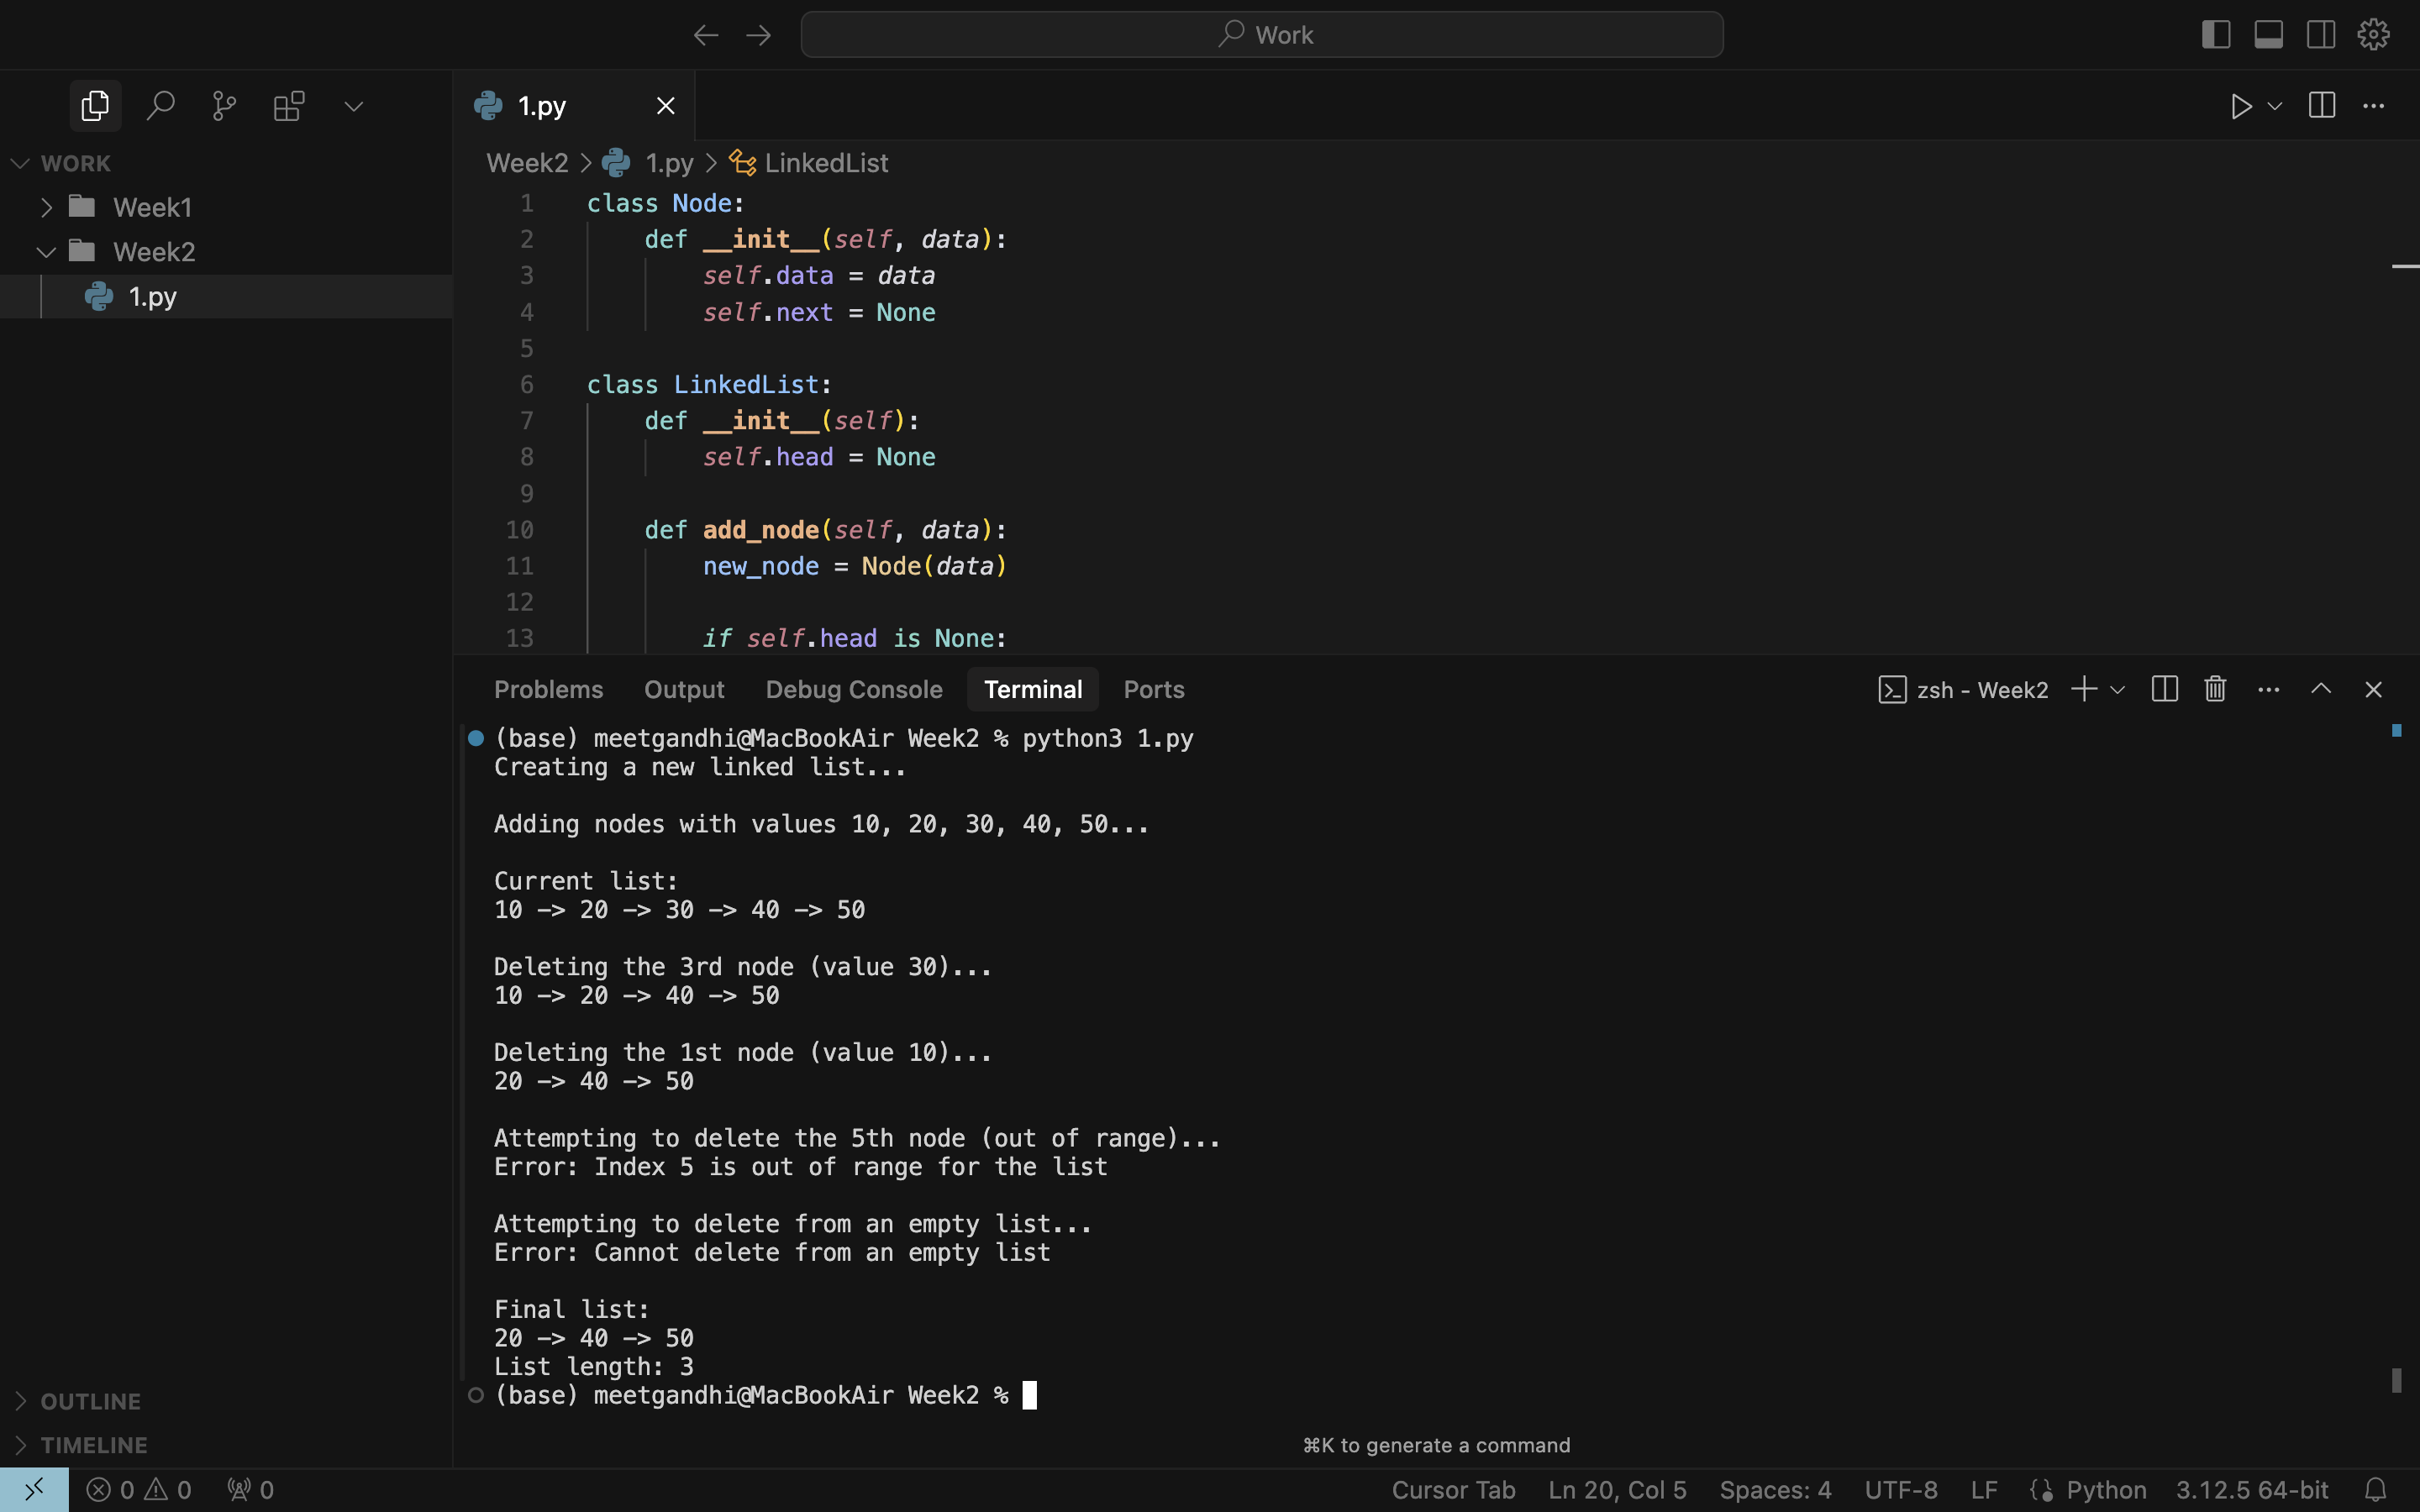 Work
1.py
WORK
Week1
Week2
1.py
Week2 > 1.py > LinkedList
1 class Node:
2     def __init__(self, data):
3         self.data = data
4         self.next = None
5
6 class LinkedList:
7     def __init__(self):
8         self.head = None
9
10     def add_node(self, data):
11         new_node = Node(data)
12
13         if self.head is None:
Problems Output Debug Console Terminal Ports
zsh - Week2
(base) meetgandhi@MacBookAir Week2 % python3 1.py
Creating a new linked list...
Adding nodes with values 10, 20, 30, 40, 50...
Current list:
10 -> 20 -> 30 -> 40 -> 50
Deleting the 3rd node (value 30)...
10 -> 20 -> 40 -> 50
Deleting the 1st node (value 10)...
20 -> 40 -> 50
Attempting to delete the 5th node (out of range)...
Error: Index 5 is out of range for the list
Attempting to delete from an empty list...
Error: Cannot delete from an empty list
Final list:
20 -> 40 -> 50
List length: 3
(base) meetgandhi@MacBookAir Week2 %
⌘K to generate a command
OUTLINE
TIMELINE
0 0 0 Cursor Tab Ln 20, Col 5 Spaces: 4 UTF-8 LF Python 3.12.5 64-bit